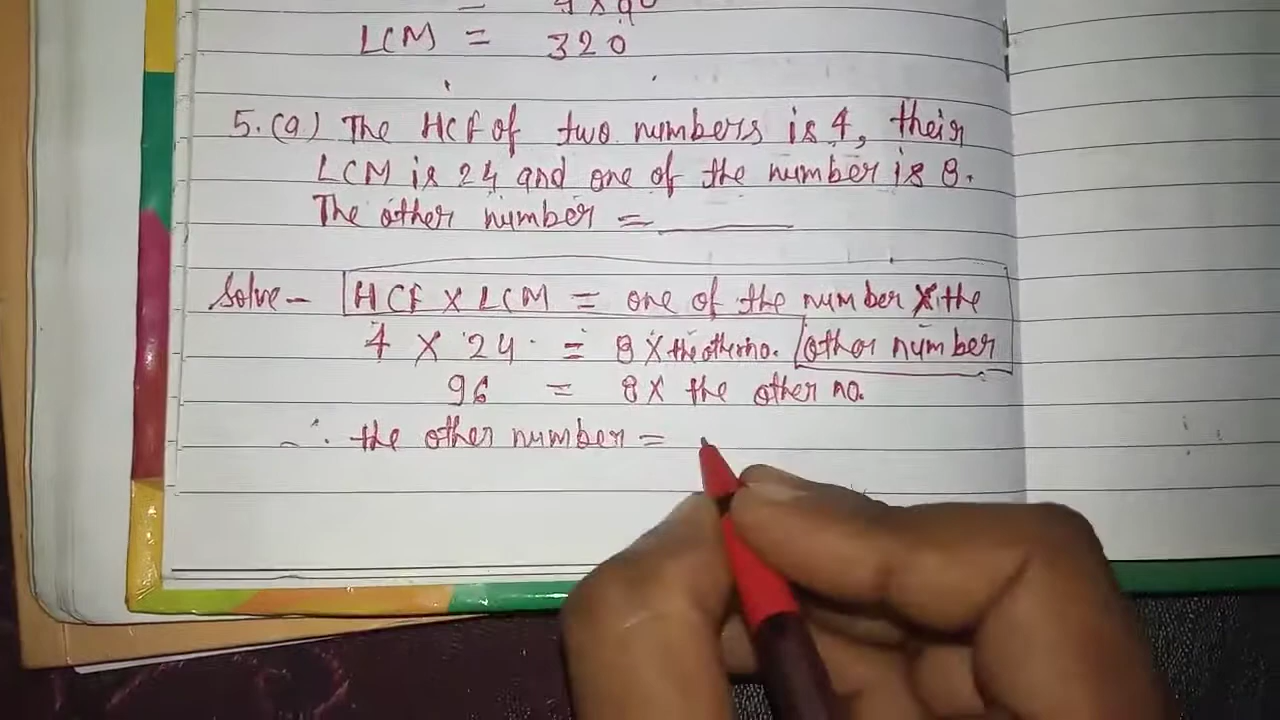 LCM = 320
5.(a) The HCF of two numbers is 4, their
LCM is 24 and one of the number is 8.
The other number = ______
Solve - HCF X LCM = one of the number X the
other number
4 X 24 = 8 X the other no.
96 = 8 X the other no.
∴ the other number =